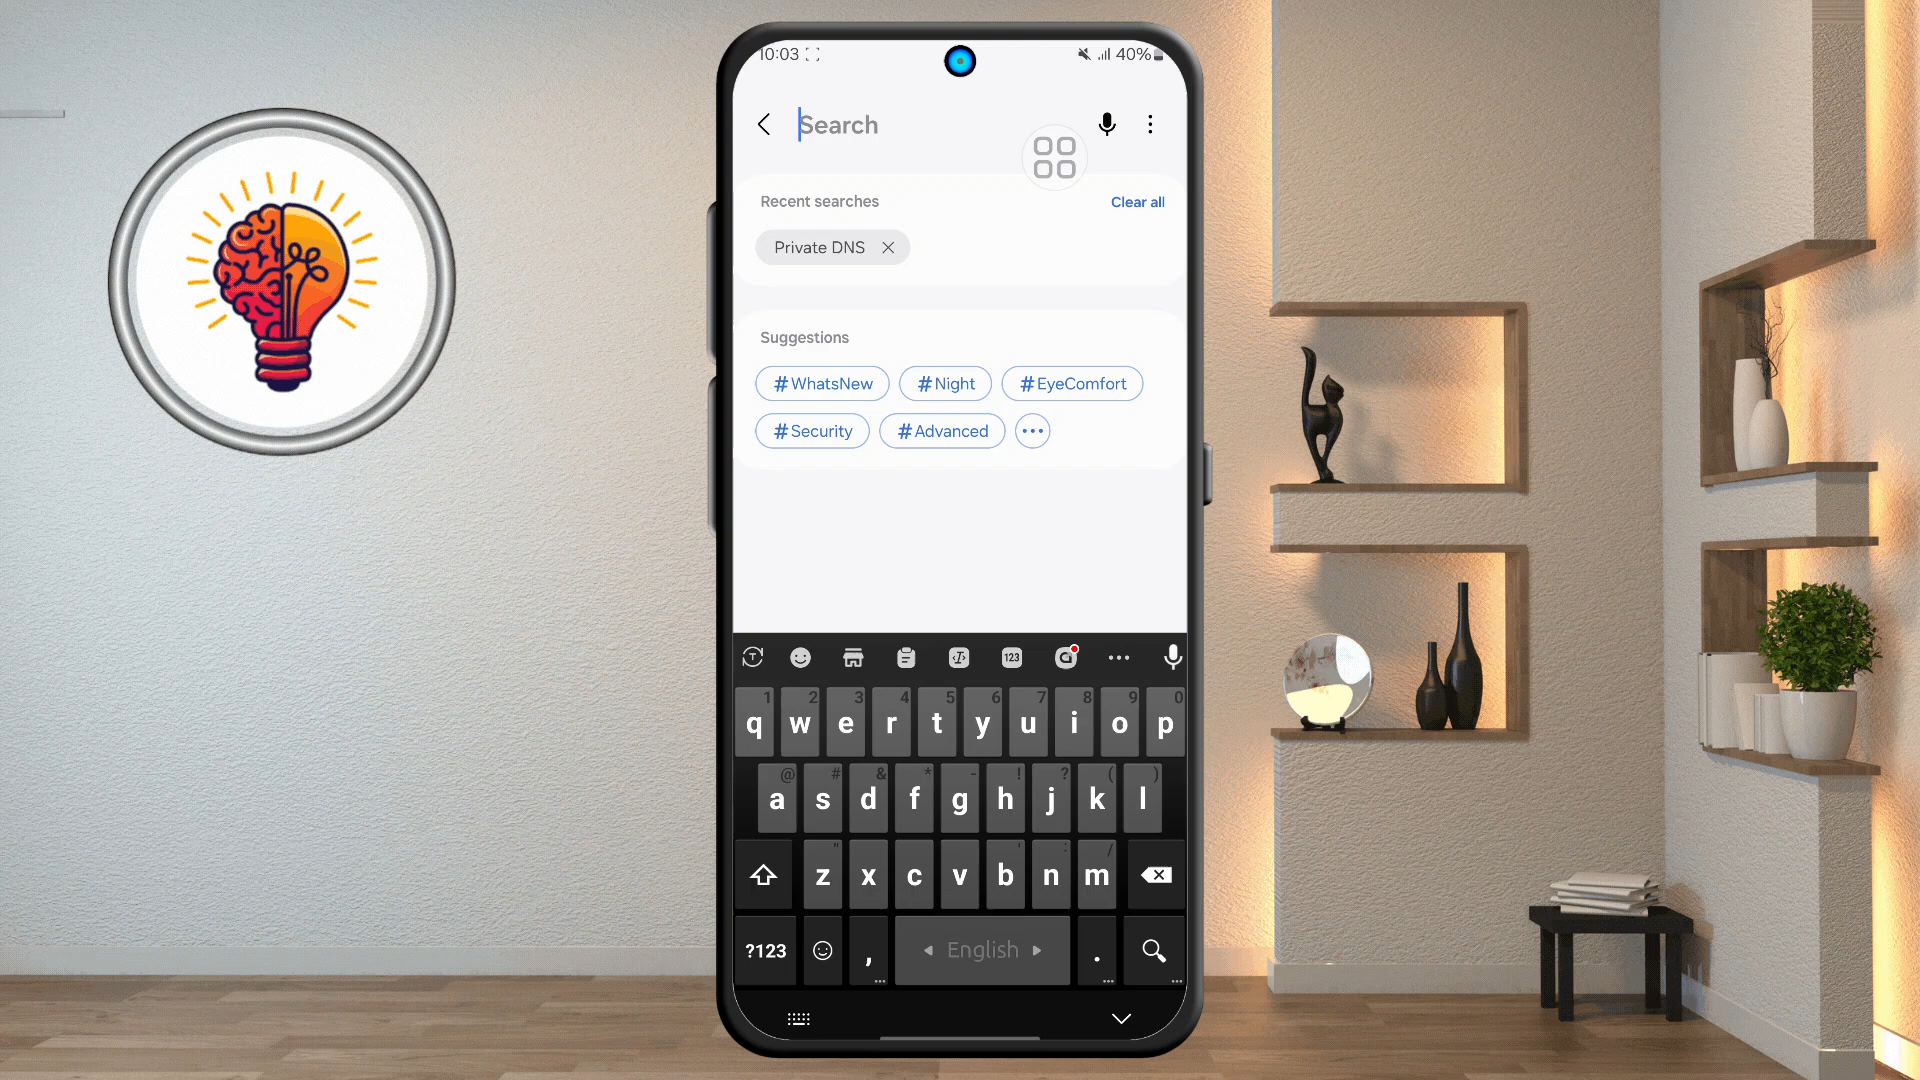 10:03 40%
Search
Recent searches Clear all
Private DNS
Suggestions
#WhatsNew #Night #EyeComfort
#Security #Advanced
T 123
1 2 3 4 5 6 7 8 9 0
q w e r t y u i o p
@ # & * - ! ? ( )
a s d f g h j k l
" ' : /
z x c v b n m
?123 , English .